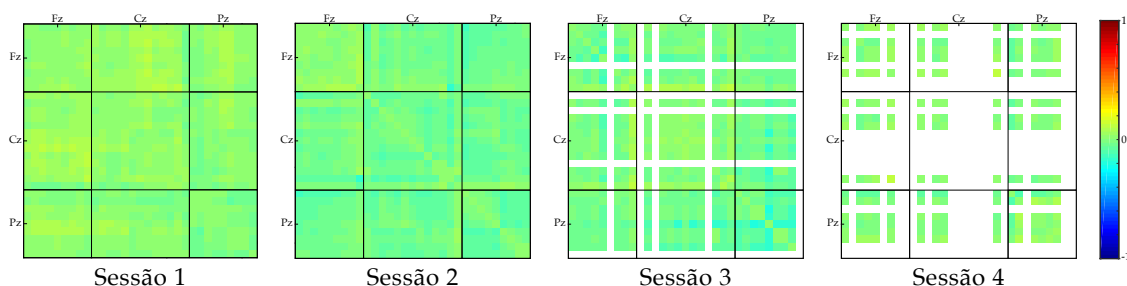 Fz Cz Pz Fz Cz Pz Fz Cz Pz Fz Cz Pz 1
Fz Fz Fz Fz
Cz Cz Cz Cz 0
Pz Pz Pz Pz
-1
Sessão 1 Sessão 2 Sessão 3 Sessão 4